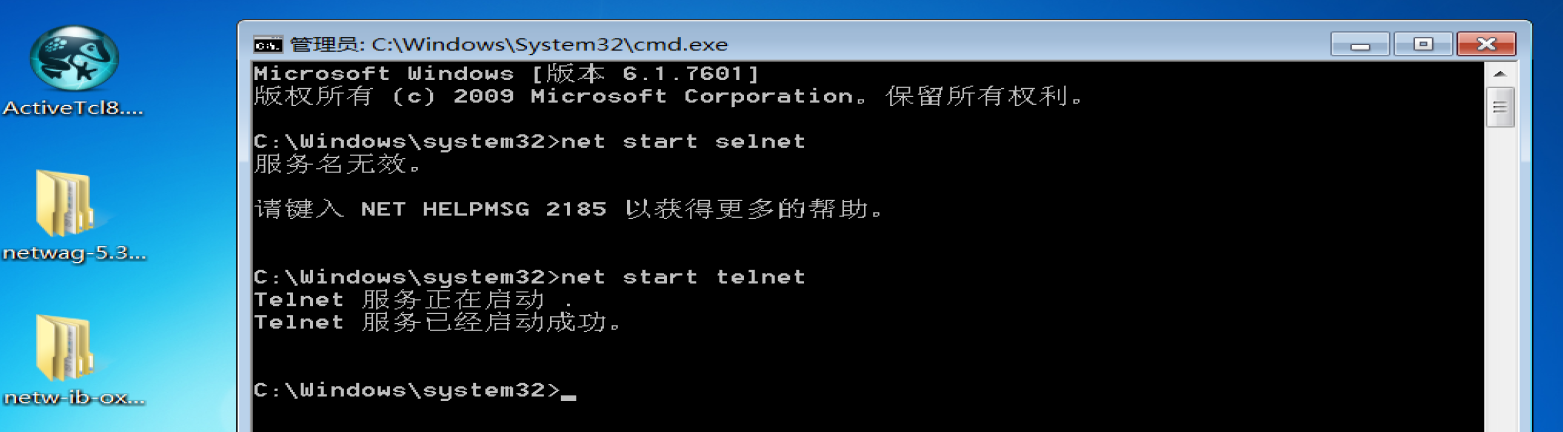 管理员: C:\Windows\System32\cmd.exe
Microsoft Windows [版本 6.1.7601]
版权所有 (c) 2009 Microsoft Corporation。保留所有权利。
C:\Windows\system32>net start selnet
服务名无效。
请键入 NET HELPMSG 2185 以获得更多的帮助。
C:\Windows\system32>net start telnet
Telnet 服务正在启动 .
Telnet 服务已经启动成功。
C:\Windows\system32>
ActiveTcl8....
netwag-5.3...
netw-ib-ox...